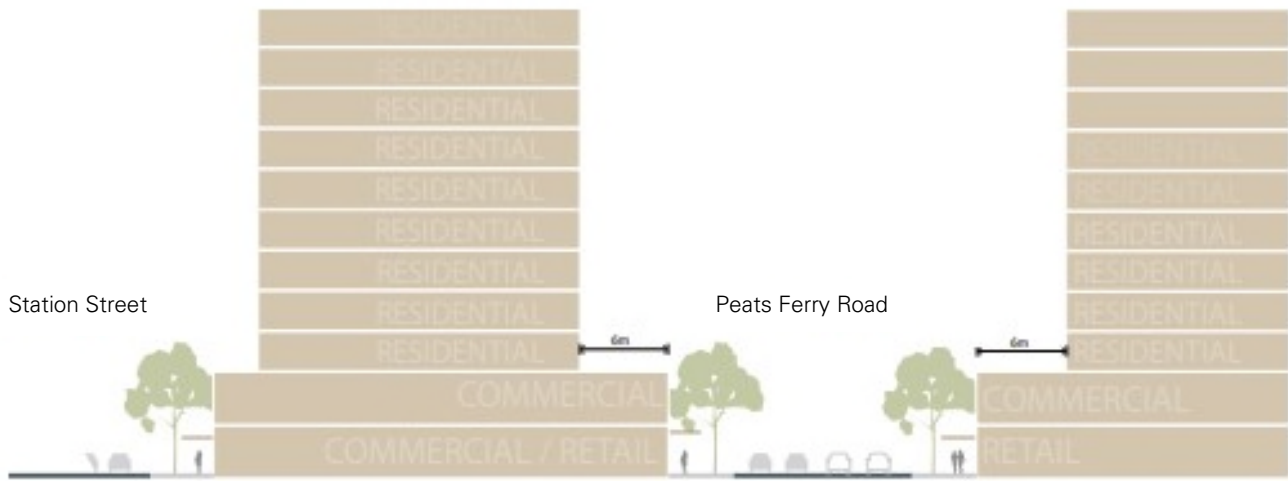 RESIDENTIAL
RESIDENTIAL
RESIDENTIAL
RESIDENTIAL
RESIDENTIAL
RESIDENTIAL
RESIDENTIAL
RESIDENTIAL
RESIDENTIAL
COMMERCIAL
COMMERCIAL / RETAIL
Station Street
6m
Peats Ferry Road
6m
RESIDENTIAL
RESIDENTIAL
RESIDENTIAL
RESIDENTIAL
RESIDENTIAL
RESIDENTIAL
COMMERCIAL
RETAIL